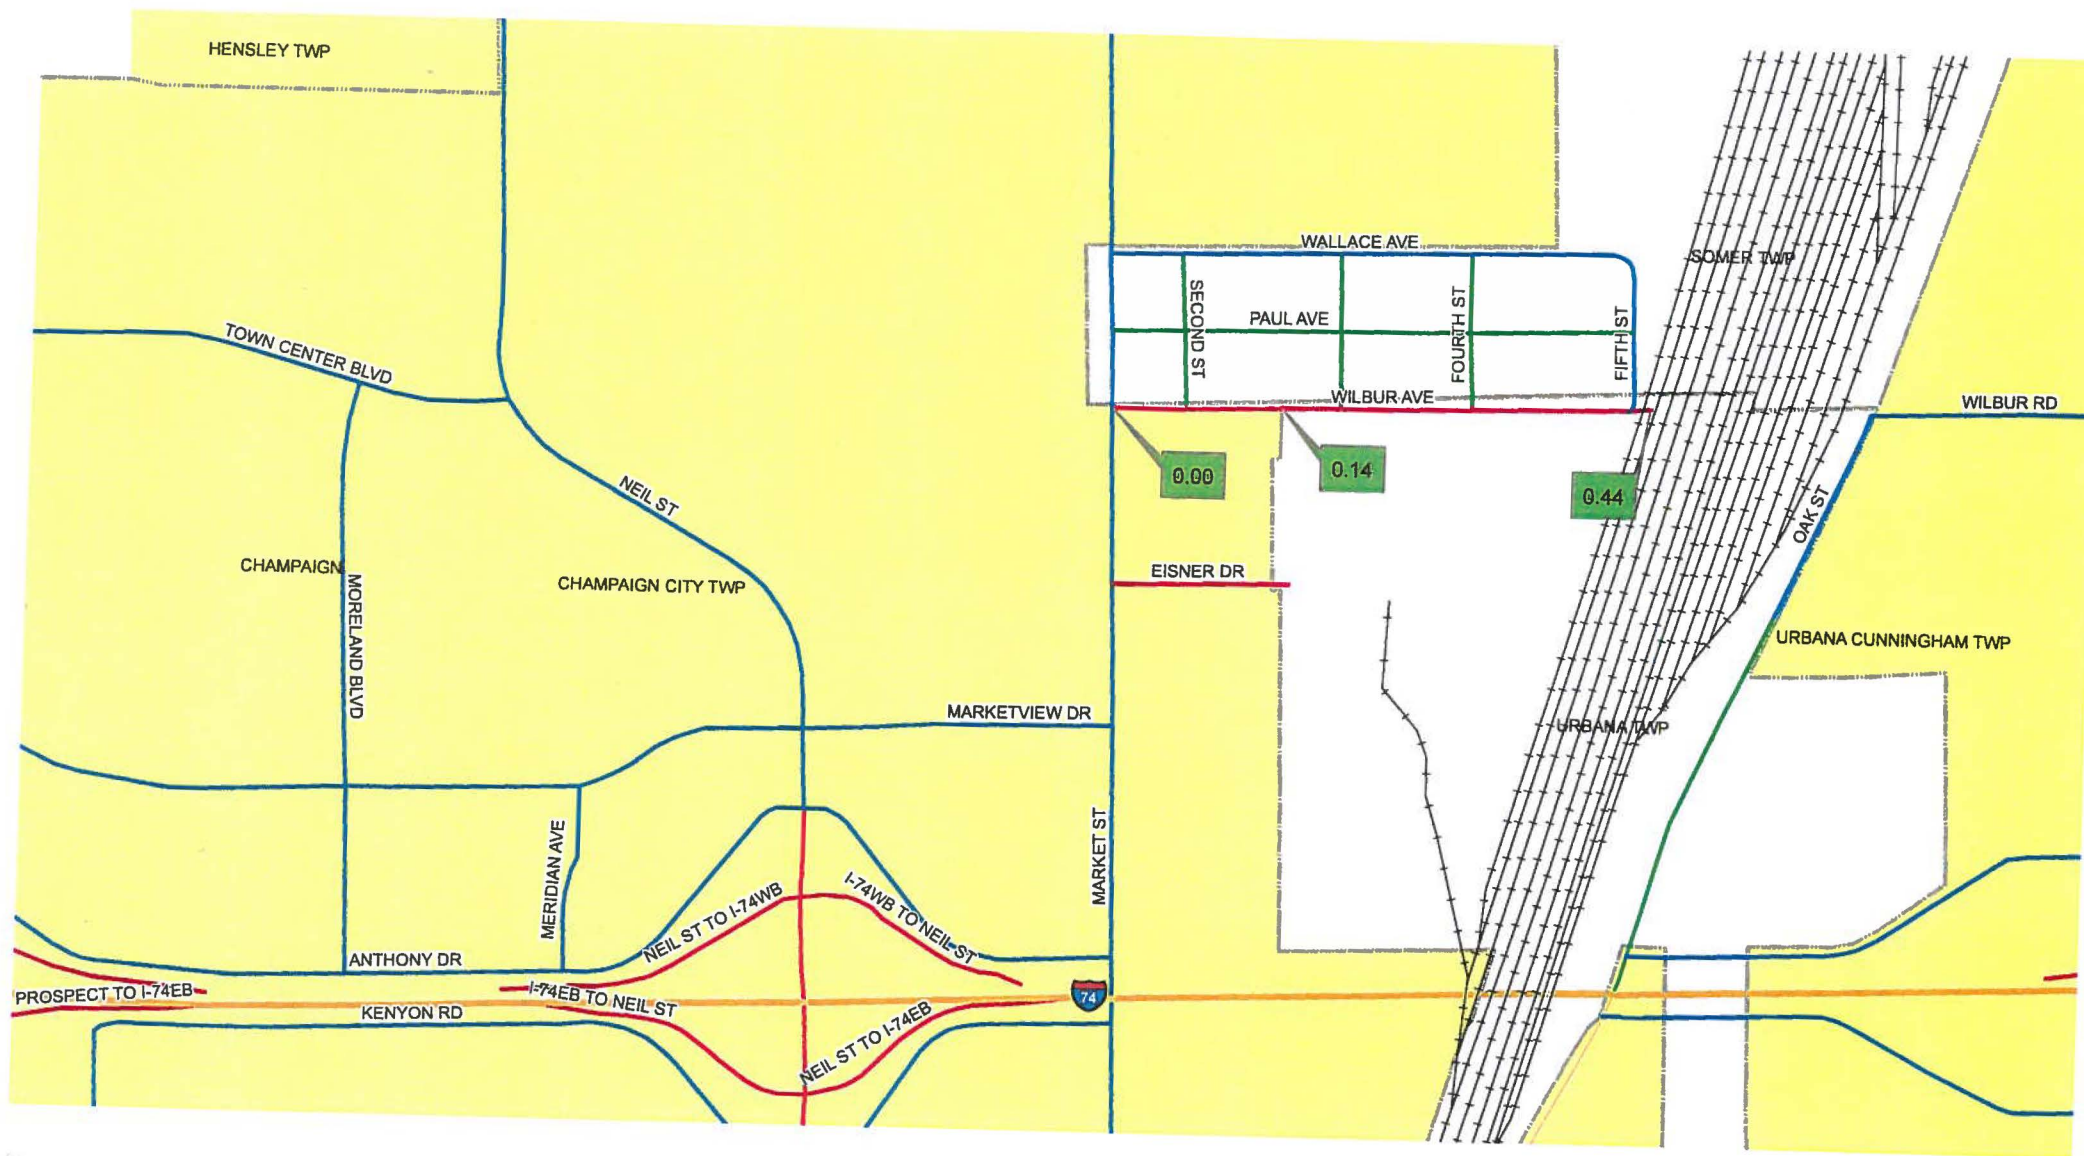 HENSLEY TWP
WALLACE AVE
SOMER TWP
SECOND ST
PAUL AVE
FOURTH ST
FIFTH ST
TOWN CENTER BLVD
WILBUR AVE
WILBUR RD
NEIL ST
0.00
0.14
0.44
OAK ST
CHAMPAIGN
MORELAND BLVD
CHAMPAIGN CITY TWP
EISNER DR
URBANA CUNNINGHAM TWP
MARKETVIEW DR
URBANA TWP
MERIDIAN AVE
MARKET ST
NEIL ST TO I-74WB
I-74WB TO NEIL ST
ANTHONY DR
PROSPECT TO I-74EB
I-74EB TO NEIL ST
74
KENYON RD
NEIL ST TO I-74EB